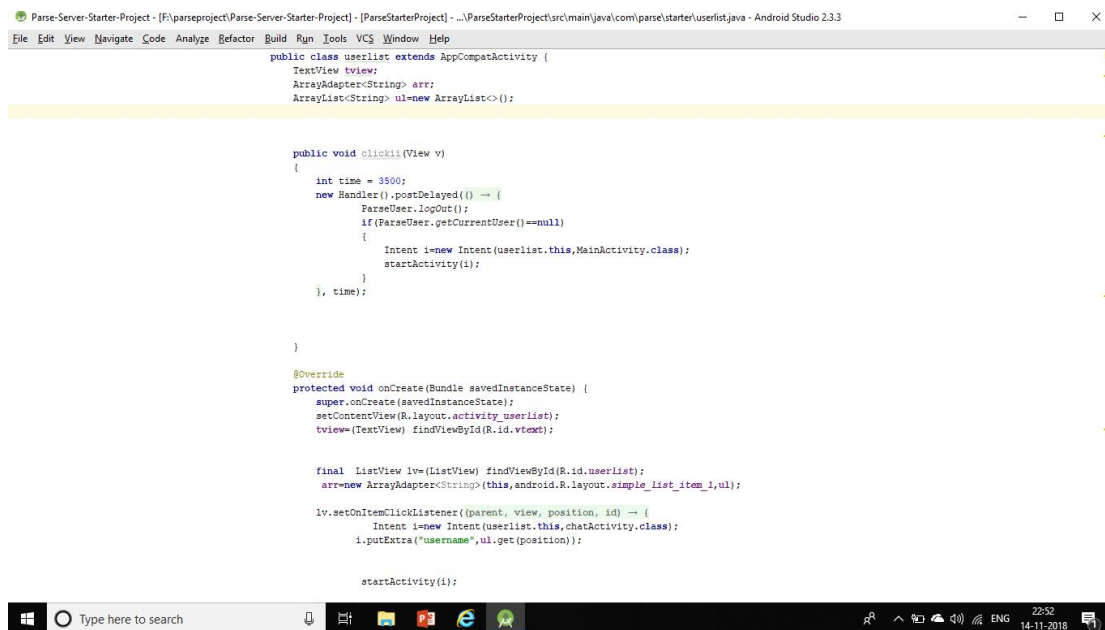 Parse-Server-Starter-Project - [F:\parseproject\Parse-Server-Starter-Project] - [ParseStarterProject] - ...\ParseStarterProject\src\main\java\com\parse\starter\userlist.java - Android Studio 2.3.3
File Edit View Navigate Code Analyze Refactor Build Run Tools VCS Window Help
public class userlist extends AppCompatActivity {
TextView tview;
ArrayAdapter<String> arr;
ArrayList<String> ul=new ArrayList<>();
public void clickii(View v)
{
int time = 3500;
new Handler().postDelayed(() → {
ParseUser.logOut();
if(ParseUser.getCurrentUser()==null)
{
Intent i=new Intent(userlist.this,MainActivity.class);
startActivity(i);
}
}, time);
}
@Override
protected void onCreate(Bundle savedInstanceState) {
super.onCreate(savedInstanceState);
setContentView(R.layout.activity_userlist);
tview=(TextView) findViewById(R.id.vtext);
final ListView lv=(ListView) findViewById(R.id.userlist);
arr=new ArrayAdapter<String>(this,android.R.layout.simple_list_item_1,ul);
lv.setOnItemClickListener((parent, view, position, id) → {
Intent i=new Intent(userlist.this,chatActivity.class);
i.putExtra("username",ul.get(position));
startActivity(i);
Type here to search
ENG
22:52
14-11-2018